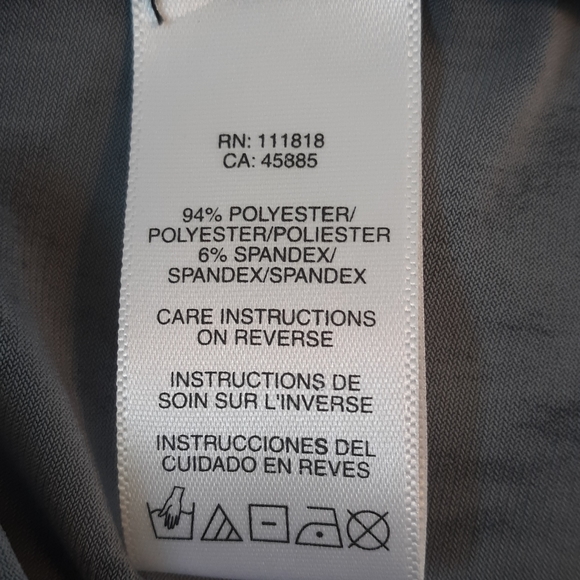 RN: 111818
CA: 45885
94% POLYESTER/
POLYESTER/POLIESTER
6% SPANDEX/
SPANDEX/SPANDEX
CARE INSTRUCTIONS
ON REVERSE
INSTRUCTIONS DE
SOIN SUR L'INVERSE
INSTRUCCIONES DEL
CUIDADO EN REVES